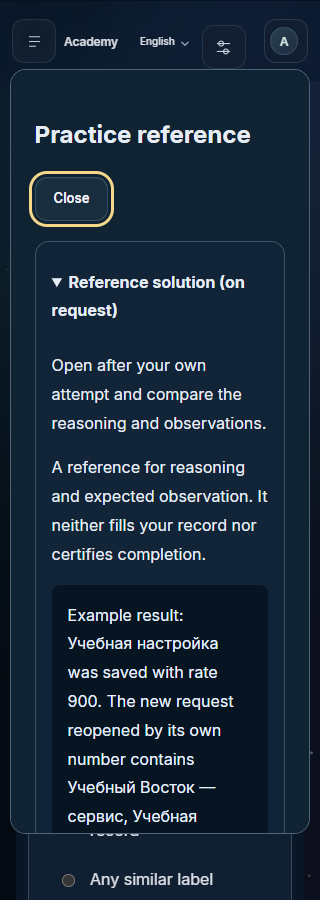 Academy
English
A
Practice reference
Close
▼ Reference solution (on
request)
Open after your own
attempt and compare the
reasoning and observations.
A reference for reasoning
and expected observation. It
neither fills your record nor
certifies completion.
Example result:
Учебная настройка
was saved with rate
900. The new request
reopened by its own
number contains
Учебный Восток —
сервис, Учебная
record
Any similar label